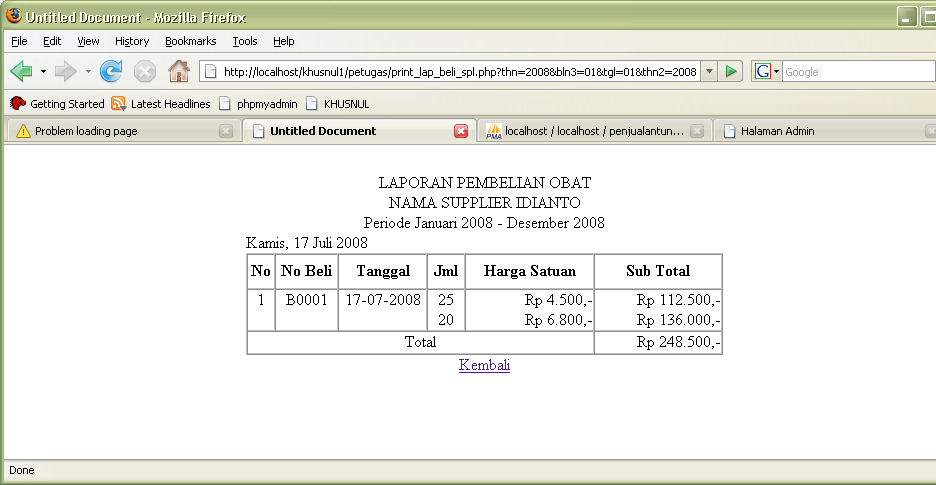 Untitled Document - Mozilla Firefox
File Edit View History Bookmarks Tools Help
http://localhost/khusnul1/petugas/print_lap_beli_spl.php?thn=2008&bln3=01&tgl=01&thn2=2008 G Google
Getting Started Latest Headlines phpmyadmin KHUSNUL
Problem loading page Untitled Document PMA localhost / localhost / penjualantun... Halaman Admin
LAPORAN PEMBELIAN OBAT
NAMA SUPPLIER IDIANTO
Periode Januari 2008 - Desember 2008
Kamis, 17 Juli 2008
No No Beli Tanggal Jml Harga Satuan Sub Total
1 B0001 17-07-2008 25 Rp 4.500,- Rp 112.500,-
20 Rp 6.800,- Rp 136.000,-
Total Rp 248.500,-
Kembali
Done